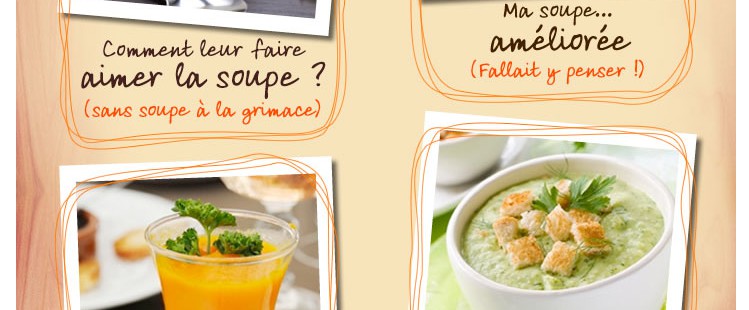 Comment leur faire
aimer la soupe ?
(sans soupe à la grimace)
Ma soupe...
améliorée
(Fallait y penser !)